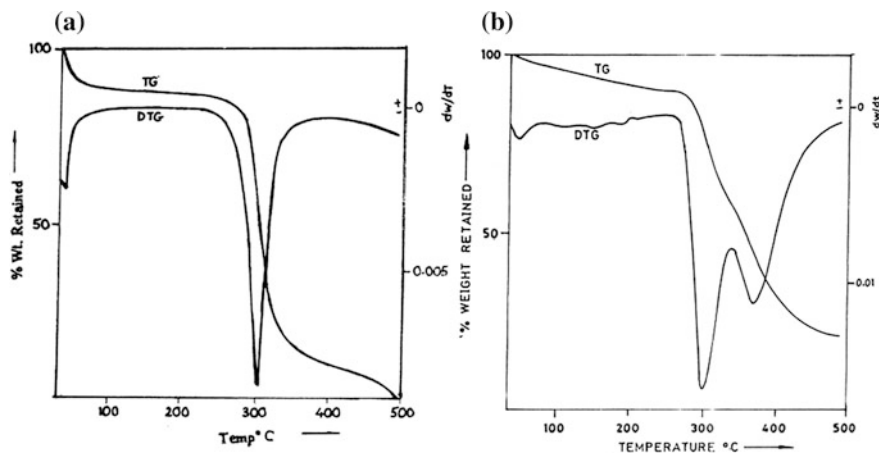 (a)
100
TG
DTG
% Wt. Retained
50
0
+
-
dw/dT
0.005
100
200
300
400
500
Temp° C
(b)
100
TG
DTG
% WEIGHT RETAINED
50
0
+
-
dw/dT
0.01
100
200
300
400
500
TEMPERATURE °C